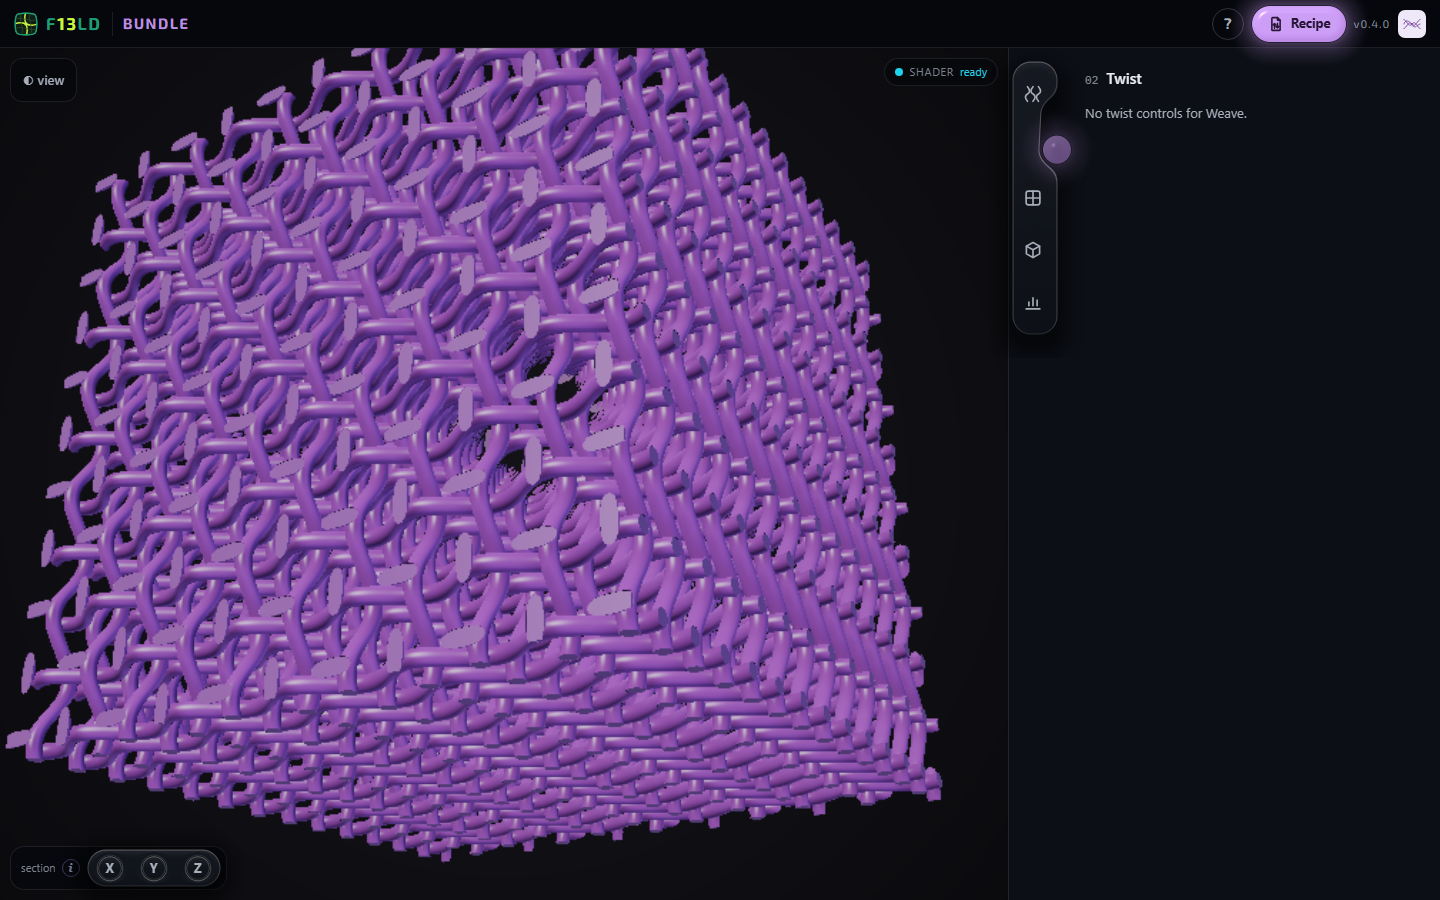 F13LD BUNDLE
? Recipe v0.4.0
view
SHADER ready
02 Twist
No twist controls for Weave.
section i X Y Z